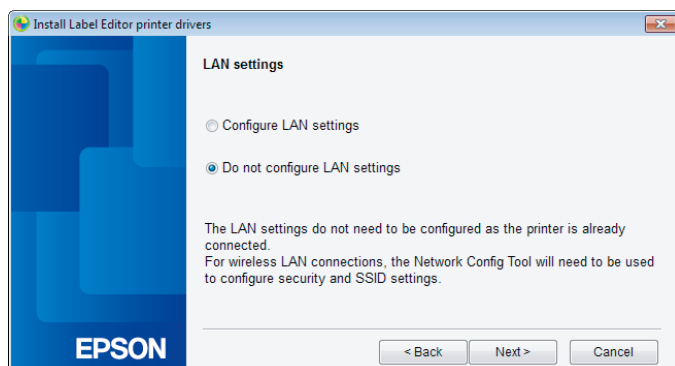 Install Label Editor printer drivers
LAN settings
Configure LAN settings
Do not configure LAN settings
The LAN settings do not need to be configured as the printer is already
connected.
For wireless LAN connections, the Network Config Tool will need to be used
to configure security and SSID settings.
EPSON
< Back
Next >
Cancel